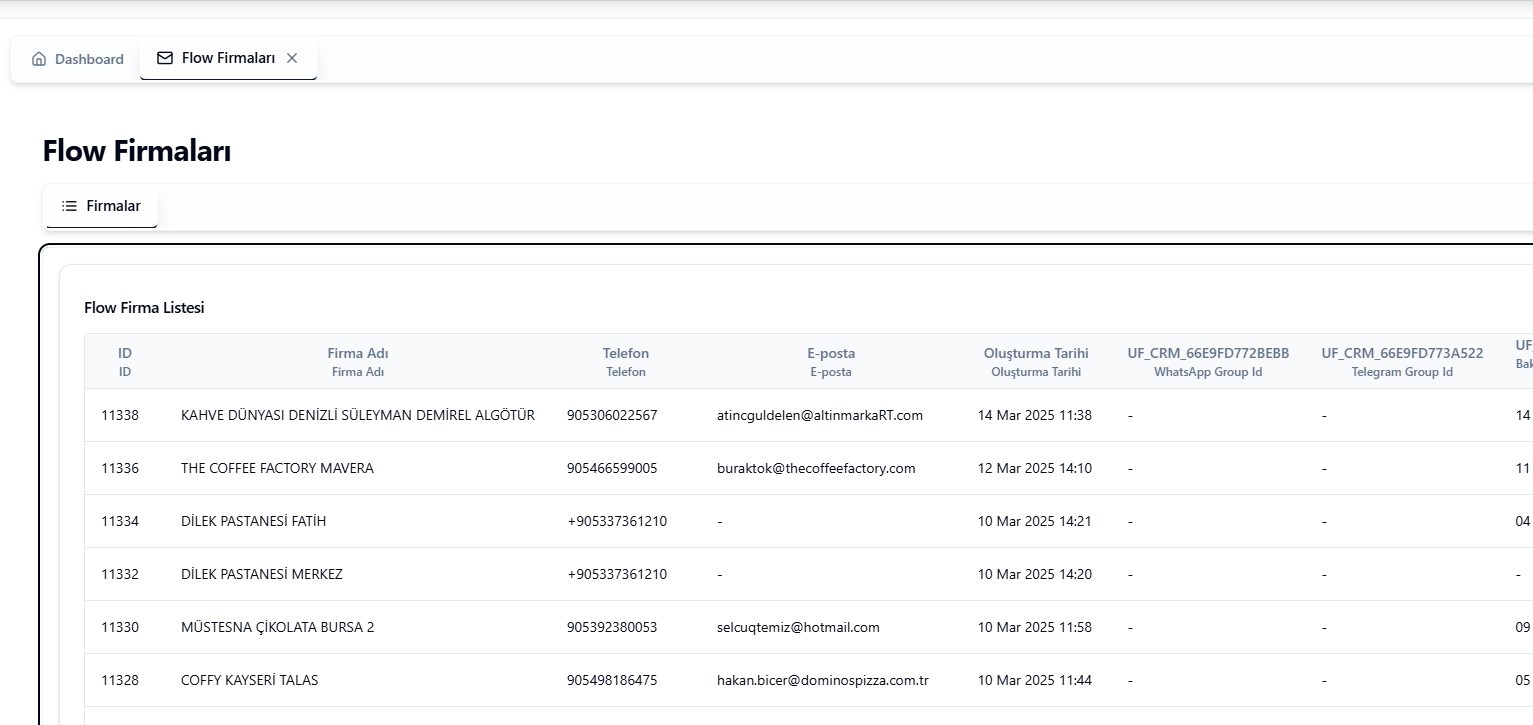 Dashboard
Flow Firmaları
Flow Firmaları
Firmalar
Flow Firma Listesi
ID Firma Adı Telefon E-posta Oluşturma Tarihi UF_CRM_66E9FD772BEBB UF_CRM_66E9FD773A522
ID Firma Adı Telefon E-posta Oluşturma Tarihi WhatsApp Group Id Telegram Group Id
11338 KAHVE DÜNYASI DENİZLİ SÜLEYMAN DEMİREL ALGÖTÜR 905306022567 atincguldelen@altinmarkaRT.com 14 Mar 2025 11:38 - - 14
11336 THE COFFEE FACTORY MAVERA 905466599005 buraktok@thecoffeefactory.com 12 Mar 2025 14:10 - - 11
11334 DİLEK PASTANESİ FATİH +905337361210 - 10 Mar 2025 14:21 - - 04
11332 DİLEK PASTANESİ MERKEZ +905337361210 - 10 Mar 2025 14:20 - - -
11330 MÜSTESNA ÇİKOLATA BURSA 2 905392380053 selcuqtemiz@hotmail.com 10 Mar 2025 11:58 - - 09
11328 COFFY KAYSERİ TALAS 905498186475 hakan.bicer@dominospizza.com.tr 10 Mar 2025 11:44 - - 05